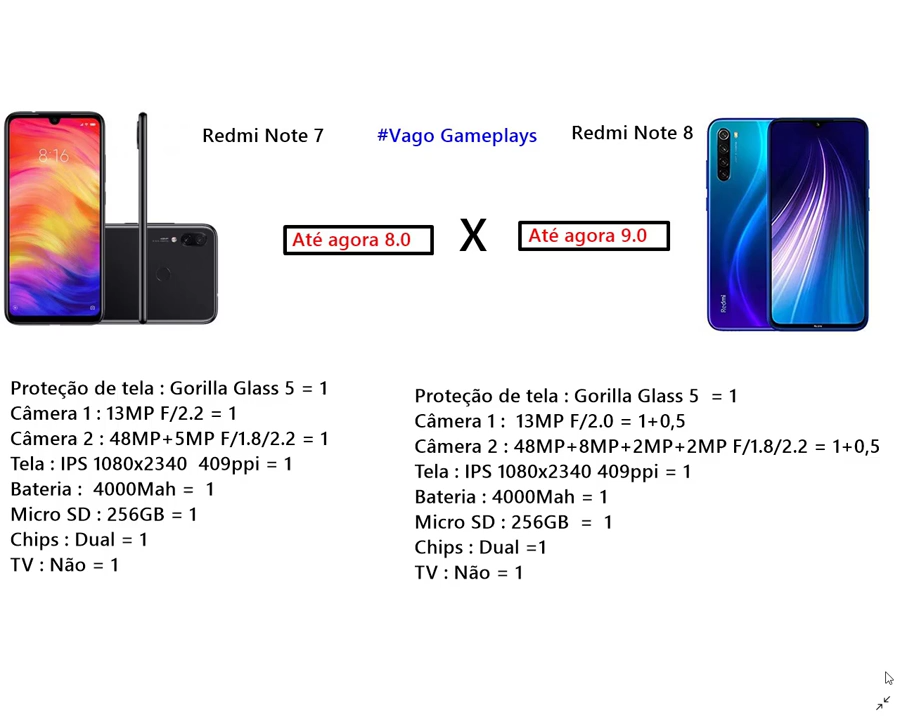 Redmi Note 7
#Vago Gameplays
Redmi Note 8
8:16
Até agora 8.0
X
Até agora 9.0
Redmi
Proteção de tela : Gorilla Glass 5 = 1
Câmera 1 : 13MP F/2.2 = 1
Câmera 2 : 48MP+5MP F/1.8/2.2 = 1
Tela : IPS 1080x2340  409ppi = 1
Bateria :  4000Mah =  1
Micro SD : 256GB = 1
Chips : Dual = 1
TV : Não = 1
Proteção de tela : Gorilla Glass 5  = 1
Câmera 1 :  13MP F/2.0 = 1+0,5
Câmera 2 : 48MP+8MP+2MP+2MP F/1.8/2.2 = 1+0,5
Tela : IPS 1080x2340 409ppi = 1
Bateria : 4000Mah = 1
Micro SD : 256GB  =  1
Chips : Dual =1
TV : Não = 1